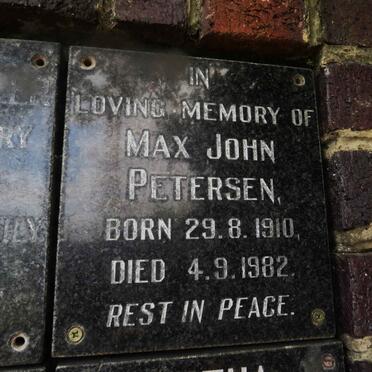 IN
LOVING MEMORY OF
MAX JOHN
PETERSEN,
BORN 29.8.1910,
DIED 4.9.1982.
REST IN PEACE.